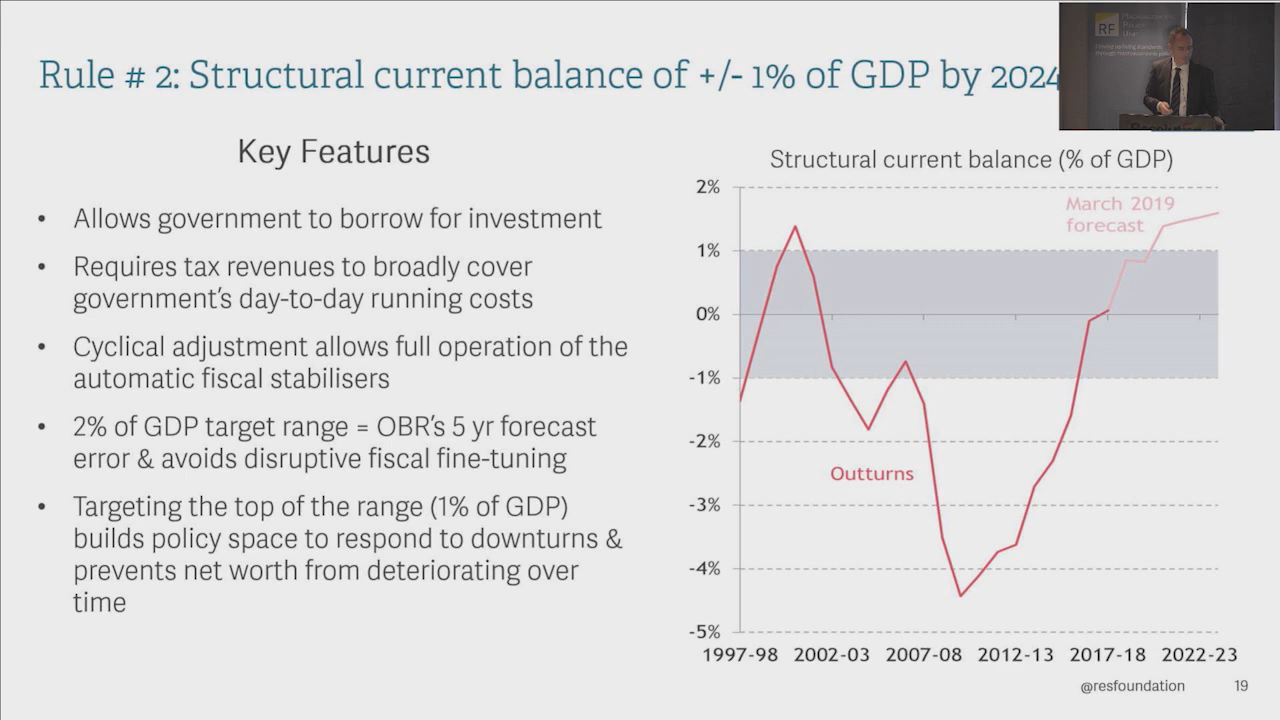 Rule # 2: Structural current balance of +/- 1% of GDP by 2024
RF
Key Features
• Allows government to borrow for investment
• Requires tax revenues to broadly cover
government's day-to-day running costs
• Cyclical adjustment allows full operation of the
automatic fiscal stabilisers
• 2% of GDP target range = OBR's 5 yr forecast
error & avoids disruptive fiscal fine-tuning
• Targeting the top of the range (1% of GDP)
builds policy space to respond to downturns &
prevents net worth from deteriorating over
time
Structural current balance (% of GDP)
2%
1%
0%
-1%
-2%
-3%
-4%
-5%
March 2019
forecast
Outturns
1997-98 2002-03 2007-08 2012-13 2017-18 2022-23
@resfoundation 19